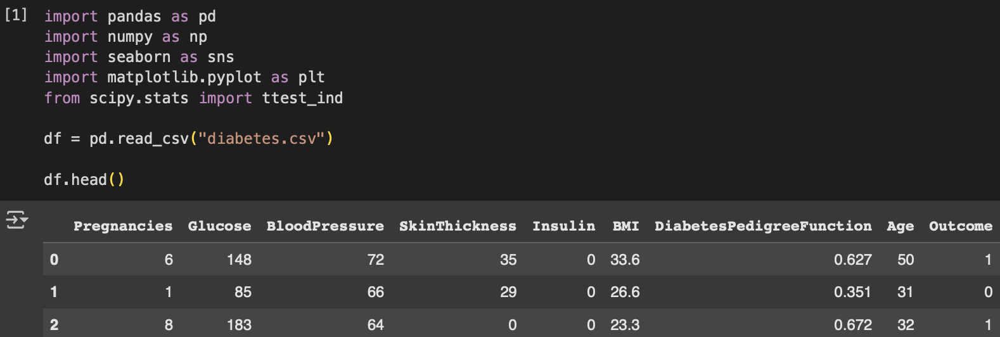 [1] import pandas as pd
import numpy as np
import seaborn as sns
import matplotlib.pyplot as plt
from scipy.stats import ttest_ind
df = pd.read_csv("diabetes.csv")
df.head()
Pregnancies Glucose BloodPressure SkinThickness Insulin BMI DiabetesPedigreeFunction Age Outcome
0 6 148 72 35 0 33.6 0.627 50 1
1 1 85 66 29 0 26.6 0.351 31 0
2 8 183 64 0 0 23.3 0.672 32 1